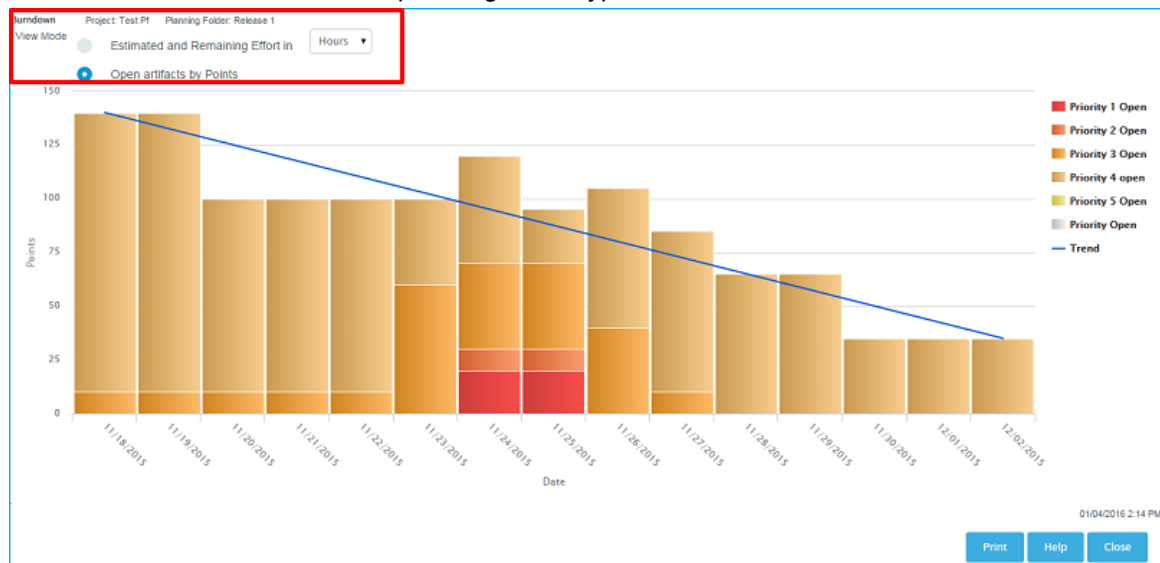 Burndown Project: Test Pf Planning Folder: Release 1
View Mode
Estimated and Remaining Effort in Hours
Open artifacts by Points
150
125
100
75
50
25
0
Points
11/18/2015
11/19/2015
11/20/2015
11/21/2015
11/22/2015
11/23/2015
11/24/2015
11/25/2015
11/26/2015
11/27/2015
11/28/2015
11/29/2015
11/30/2015
12/01/2015
12/02/2015
Date
Priority 1 Open
Priority 2 Open
Priority 3 Open
Priority 4 open
Priority 5 Open
Priority Open
Trend
01/04/2016 2:14 PM
Print Help Close